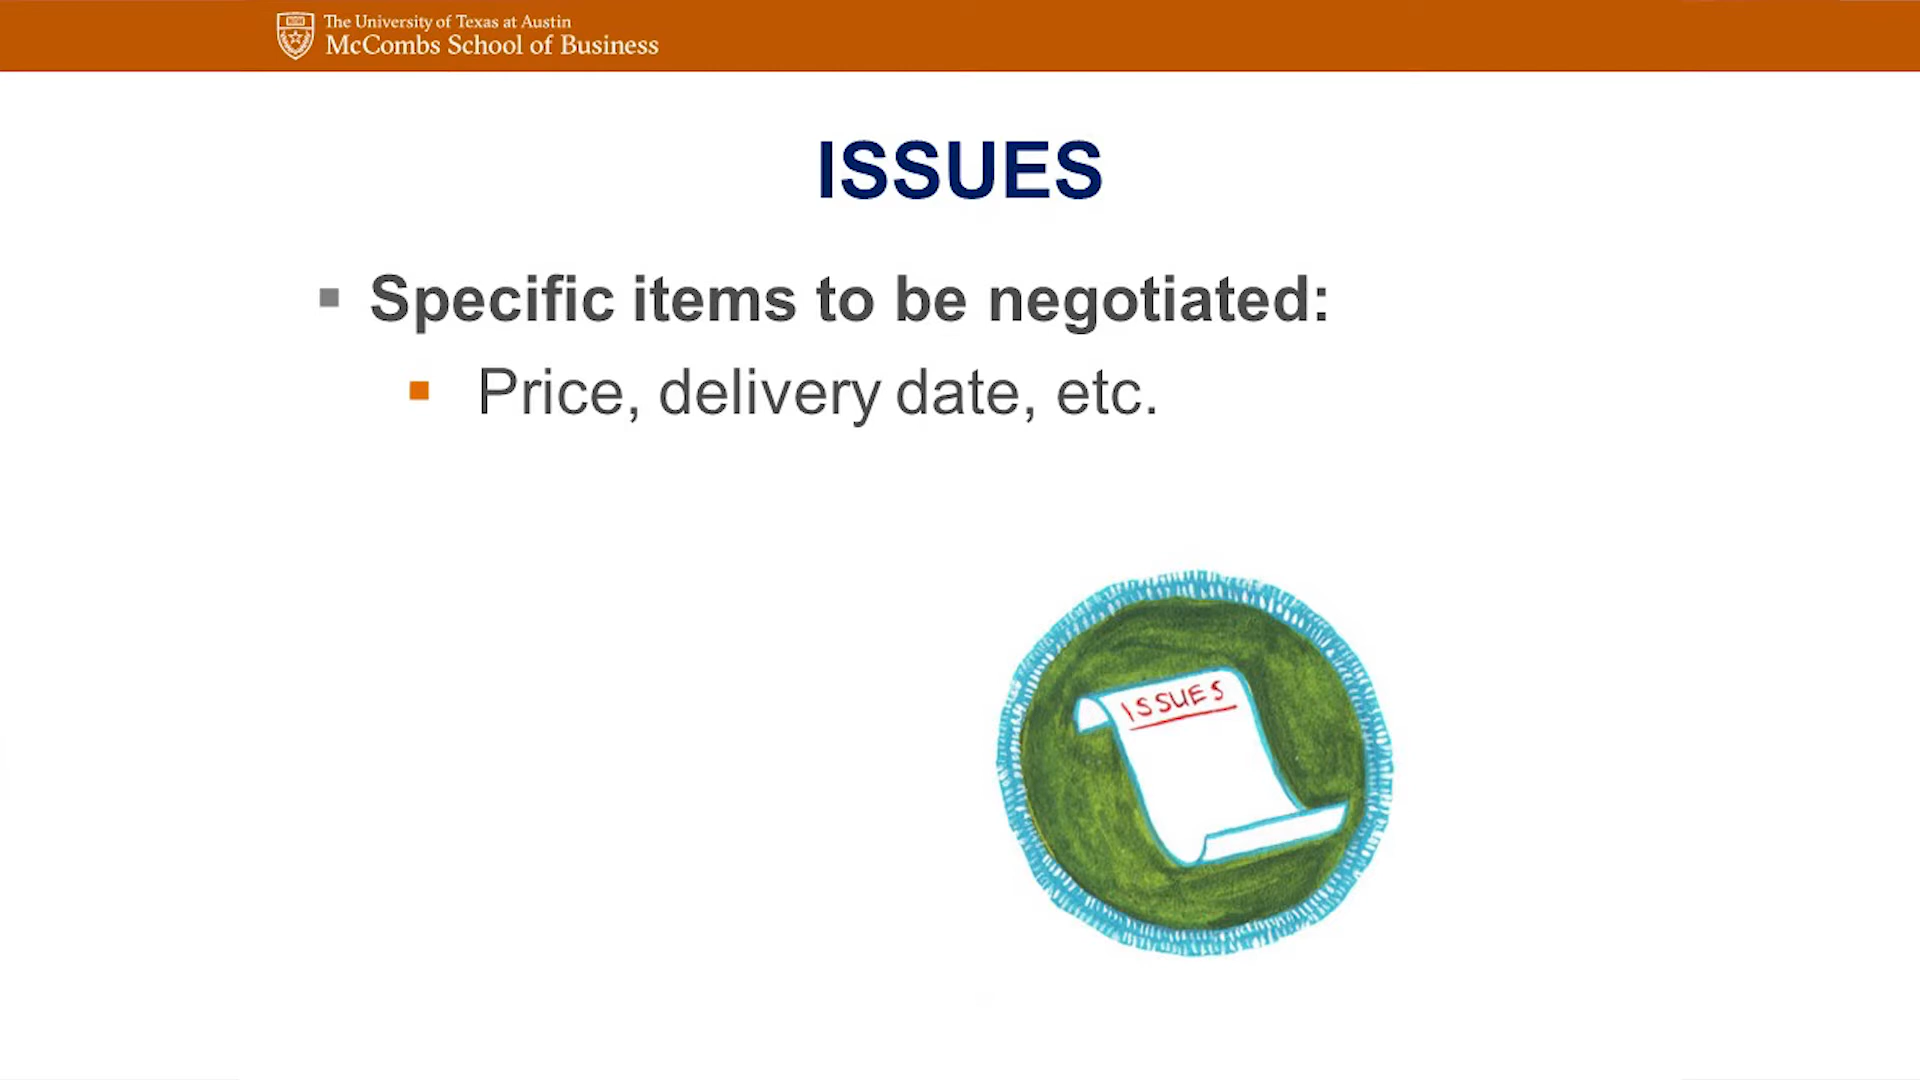 The University of Texas at Austin
McCombs School of Business
ISSUES
Specific items to be negotiated:
Price, delivery date, etc.
ISSUES